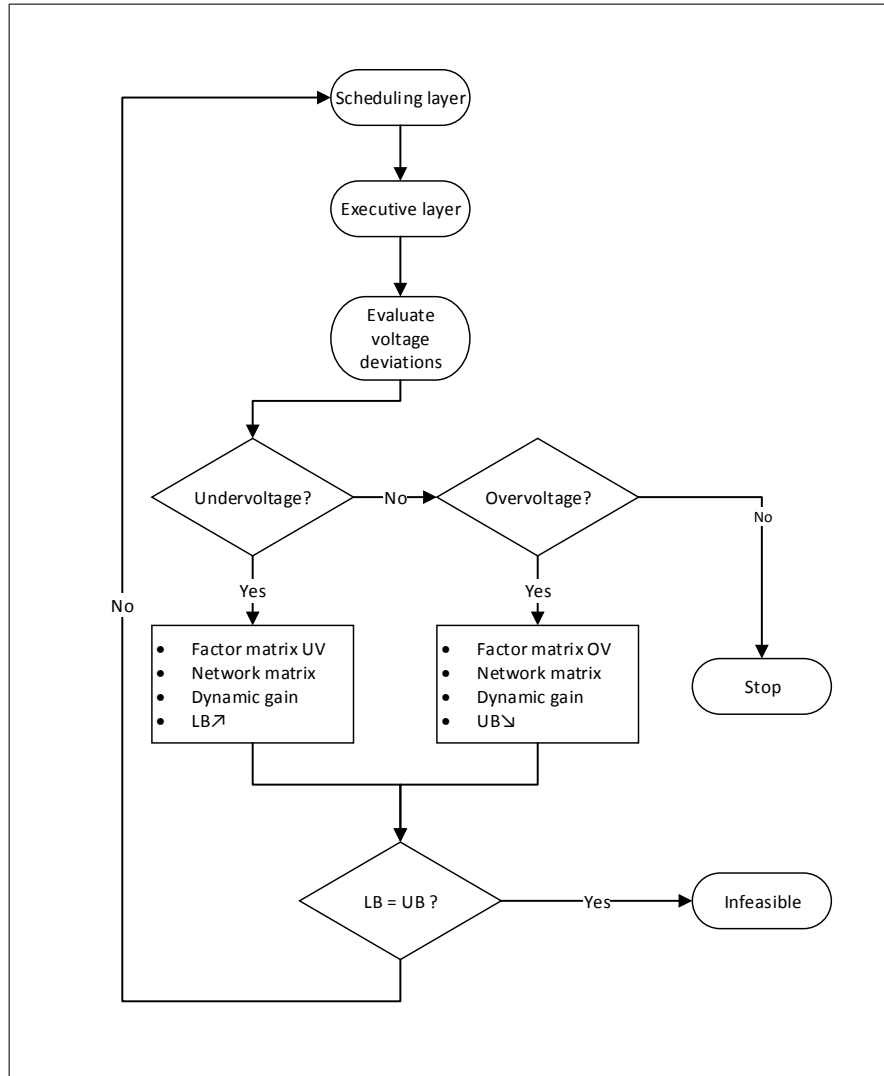 Scheduling layer
Executive layer
Evaluate
voltage
deviations
Undervoltage?
No
Overvoltage?
No
Yes
Yes
No
• Factor matrix UV
• Network matrix
• Dynamic gain
• LB↗
• Factor matrix OV
• Network matrix
• Dynamic gain
• UB↘
Stop
LB = UB ?
Yes
Infeasible